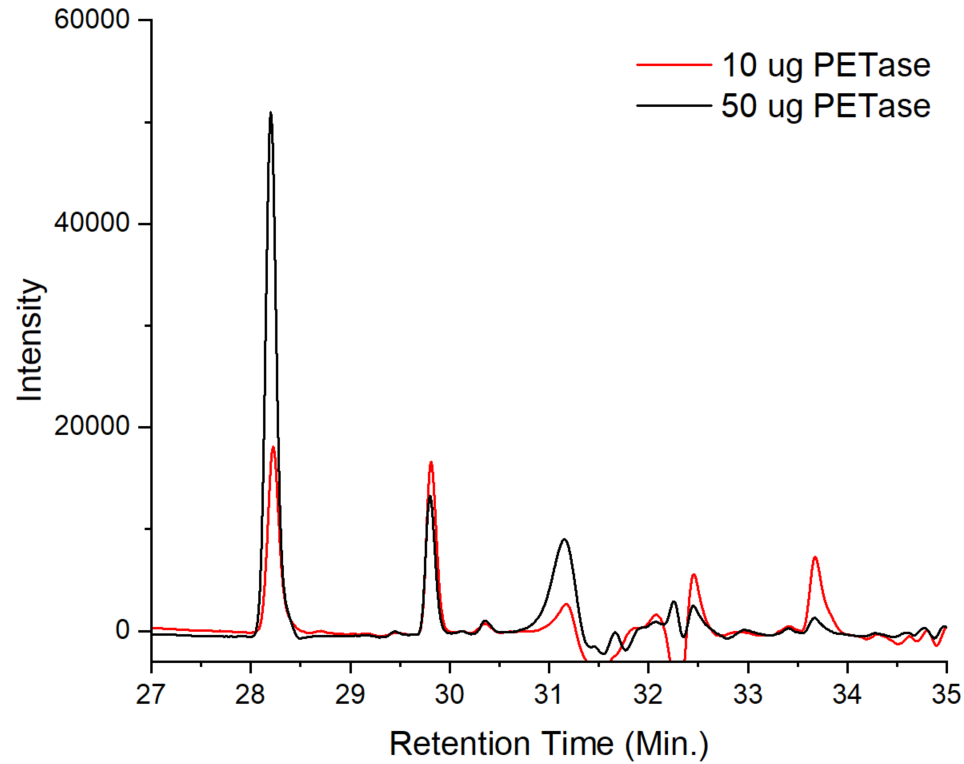 60000
40000
20000
0
Intensity
10 ug PETase
50 ug PETase
27 28 29 30 31 32 33 34 35
Retention Time (Min.)